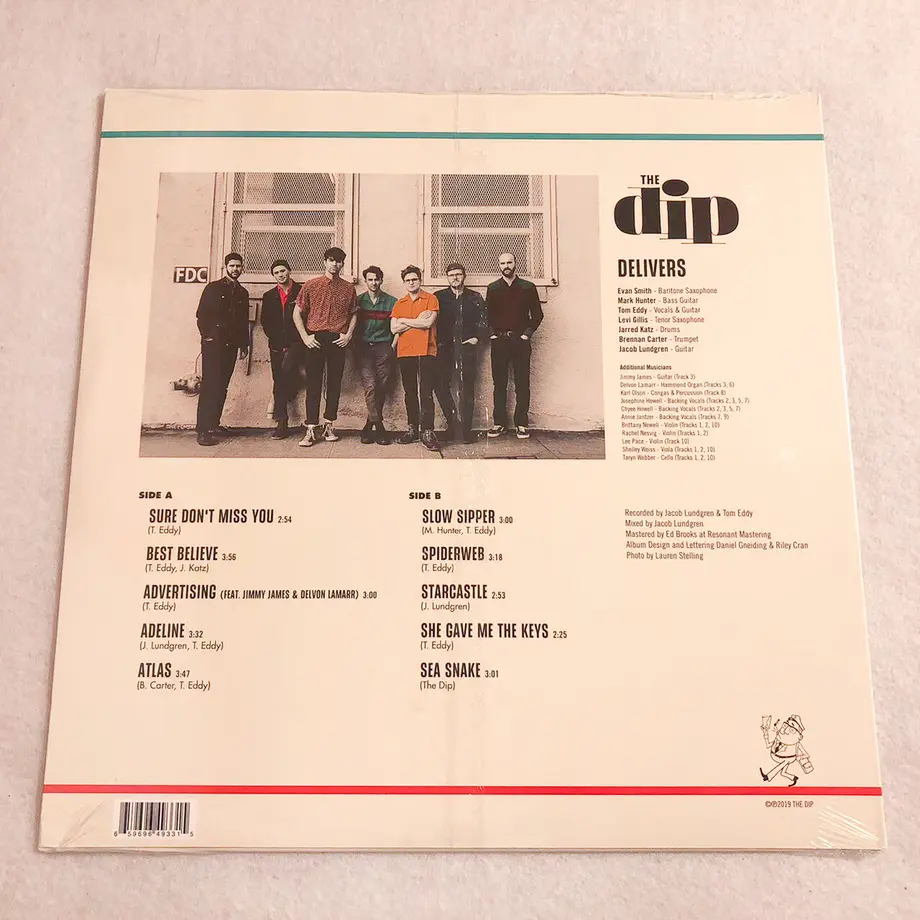 FDC
THE
dip
DELIVERS
Evan Smith - Baritone Saxophone
Mark Hunter - Bass Guitar
Tom Eddy - Vocals & Guitar
Levi Gillis - Tenor Saxophone
Jarred Katz - Drums
Brennan Carter - Trumpet
Jacob Lundgren - Guitar
Additional Musicians
Jimmy James - Guitar (Track 3)
Delvon Lamarr - Hammond Organ (Tracks 3, 6)
Karl Olson - Congas & Percussion (Track 8)
Josephine Howell - Backing Vocals (Tracks 2, 3, 5, 7)
Chyee Howell - Backing Vocals (Tracks 2, 3, 5, 7)
Annie Jantzer - Backing Vocals (Tracks 7, 9)
Brittany Newell - Violin (Tracks 1, 2, 10)
Rachel Nesvig - Violin (Tracks 1, 2)
Lee Pace - Violin (Track 10)
Shelley Weiss - Viola (Tracks 1, 2, 10)
Taryn Webber - Cello (Tracks 1, 2, 10)
SIDE A
SURE DON'T MISS YOU 2:54
(T. Eddy)
BEST BELIEVE 3:56
(T. Eddy, J. Katz)
ADVERTISING (FEAT. JIMMY JAMES & DELVON LAMARR) 3:00
(T. Eddy)
ADELINE 3:32
(J. Lundgren, T. Eddy)
ATLAS 3:47
(B. Carter, T. Eddy)
SIDE B
SLOW SIPPER 3:00
(M. Hunter, T. Eddy)
SPIDERWEB 3:18
(T. Eddy)
STARCASTLE 2:53
(J. Lundgren)
SHE GAVE ME THE KEYS 2:25
(T. Eddy)
SEA SNAKE 3:01
(The Dip)
Recorded by Jacob Lundgren & Tom Eddy
Mixed by Jacob Lundgren
Mastered by Ed Brooks at Resonant Mastering
Album Design and Lettering Daniel Gneiding & Riley Cran
Photo by Lauren Stelling
©℗2019 THE DIP
6 59696 49331 5